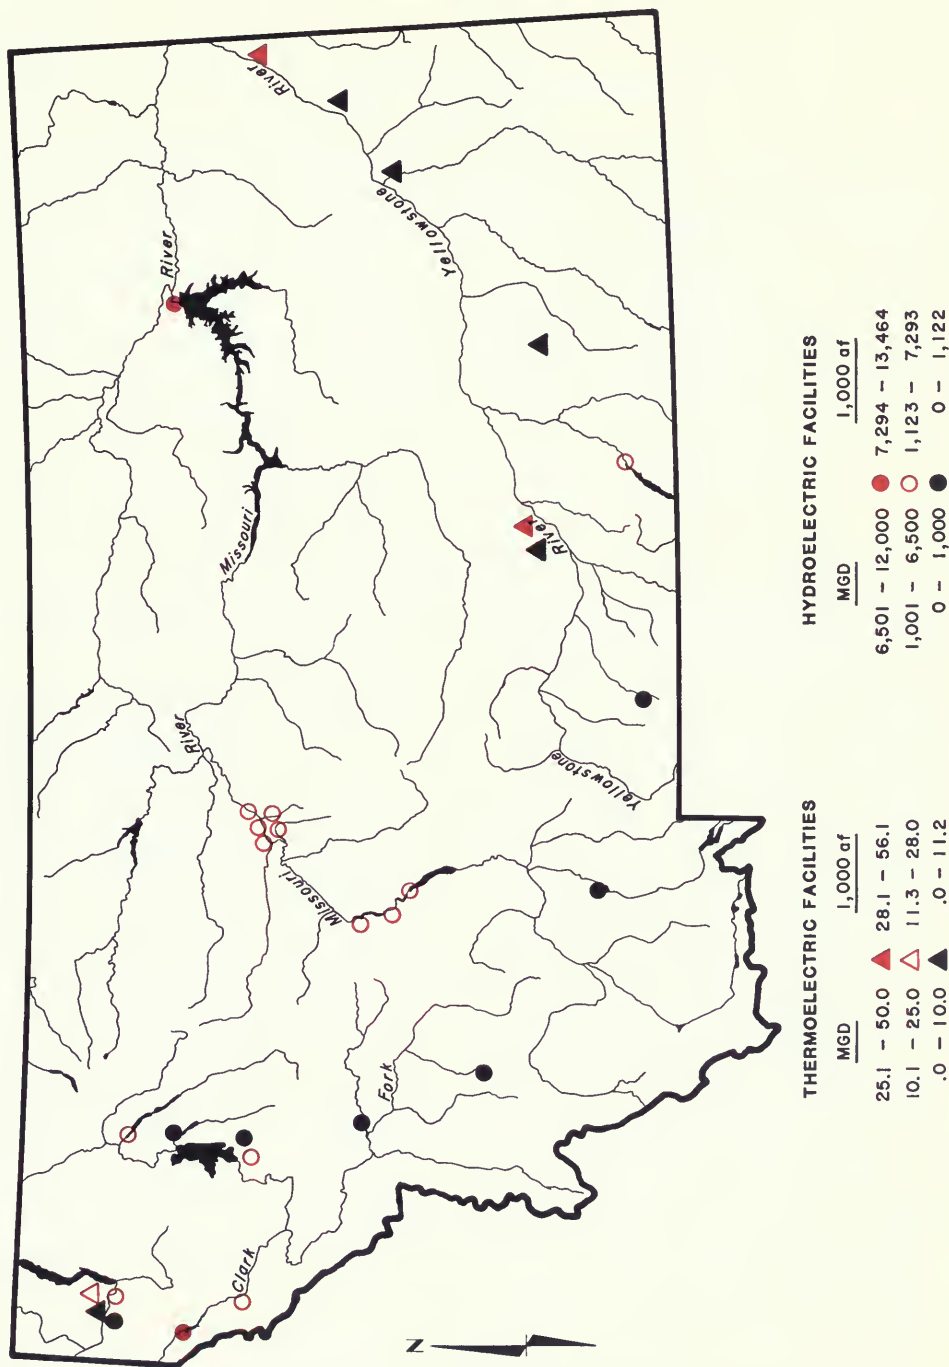 River
River
Yellowstone
Missouri
River
River
Missouri
Yellowstone
Fork
Clark
N
THERMOELECTRIC FACILITIES
MGD 1,000 af
25.1 - 50.0 28.1 - 56.1
10.1 - 25.0 11.3 - 28.0
.0 - 10.0 .0 - 11.2
HYDROELECTRIC FACILITIES
MGD 1,000 af
6,501 - 12,000 7,294 - 13,464
1,001 - 6,500 1,123 - 7,293
0 - 1,000 0 - 1,122